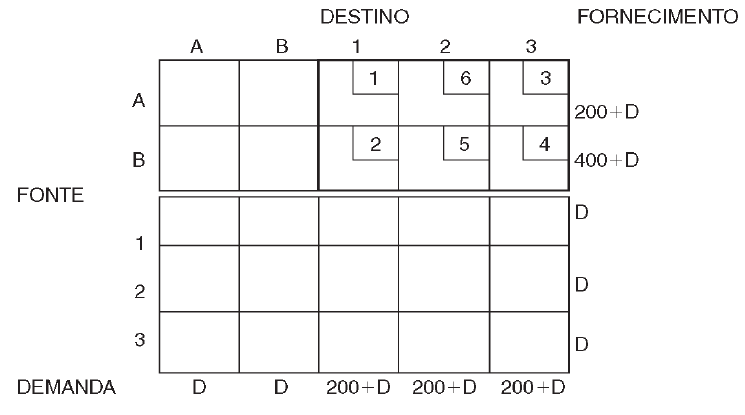 DESTINO FORNECIMENTO
A B 1 2 3
A 1 6 3 200+D
B 2 5 4 400+D
FONTE
D
1
2 D
3 D
DEMANDA D D 200+D 200+D 200+D